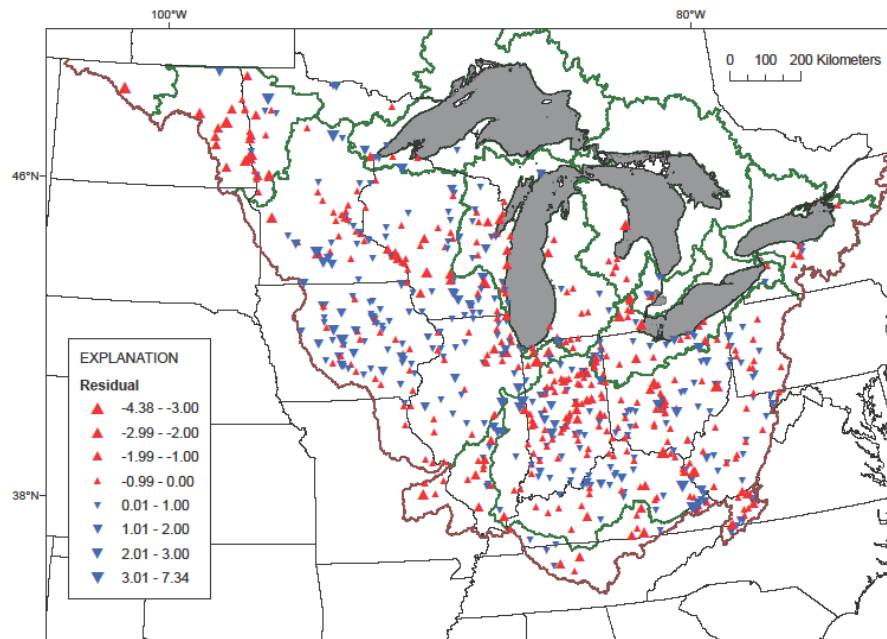 100°W
80°W
0 100 200 Kilometers
46°N
38°N
EXPLANATION
Residual
-4.38 - -3.00
-2.99 - -2.00
-1.99 - -1.00
-0.99 - 0.00
0.01 - 1.00
1.01 - 2.00
2.01 - 3.00
3.01 - 7.34